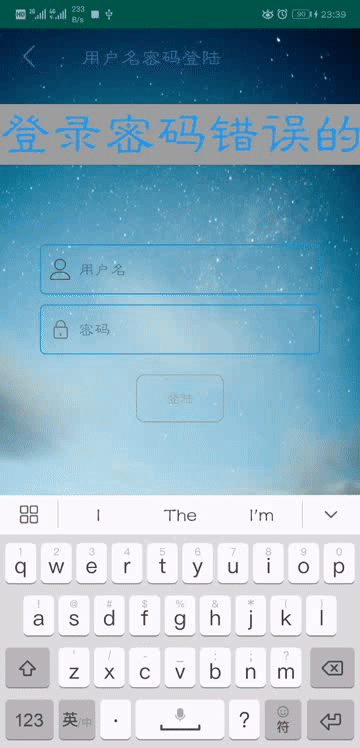 HD 2G 4G 233 B/s 90 23:39
用户名密码登陆
登录密码错误的
用户名
密码
登陆
I The I'm
1 2 3 4 5 6 7 8 9 0
q w e r t y u i o p
! @ # $ % & * ( )
a s d f g h j k l
' / - _ : ; ?
z x c v b n m
123 英/中 . ? 符